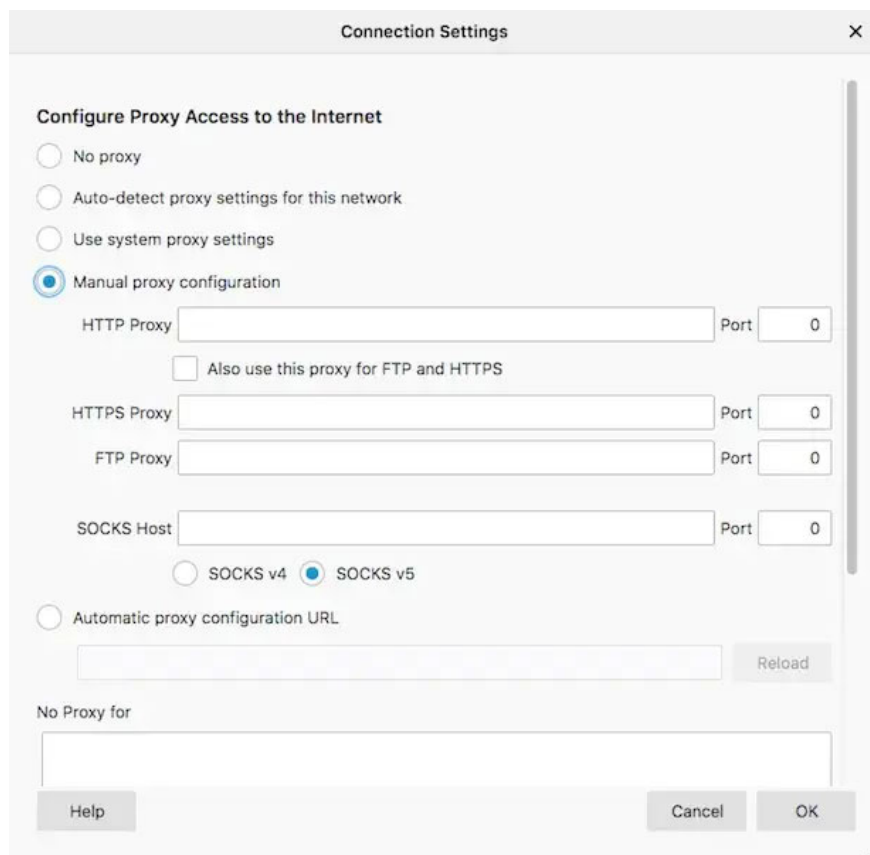 Connection Settings
Configure Proxy Access to the Internet
No proxy
Auto-detect proxy settings for this network
Use system proxy settings
Manual proxy configuration
HTTP Proxy Port 0
Also use this proxy for FTP and HTTPS
HTTPS Proxy Port 0
FTP Proxy Port 0
SOCKS Host Port 0
SOCKS v4 SOCKS v5
Automatic proxy configuration URL
Reload
No Proxy for
Help Cancel OK